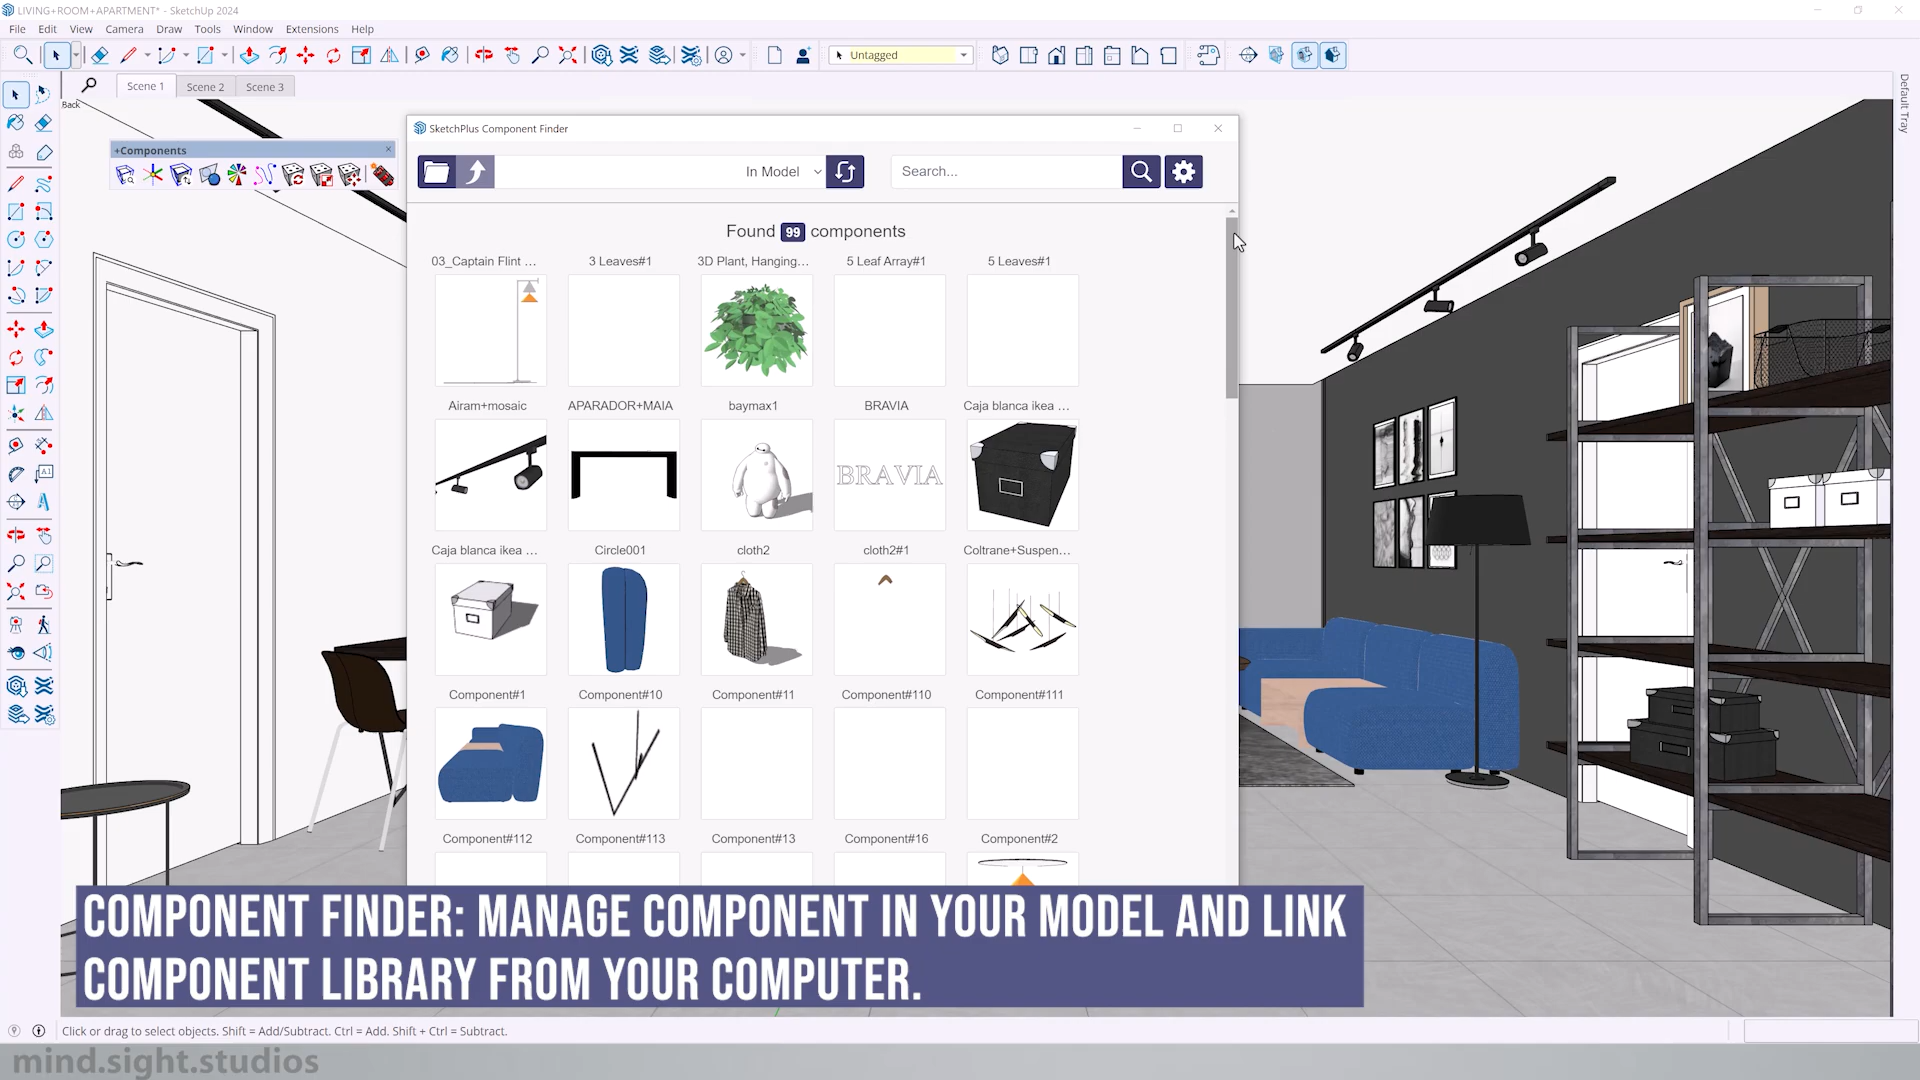 LIVING+ROOM+APARTMENT* - SketchUp 2024
File Edit View Camera Draw Tools Window Extensions Help
Untagged
Back
Scene 1 Scene 2 Scene 3
Default Tray
+Components
SketchPlus Component Finder
In Model
Search...
Found 99 components
03_Captain Flint ... 3 Leaves#1 3D Plant, Hanging... 5 Leaf Array#1 5 Leaves#1
Airam+mosaic APARADOR+MAIA baymax1 BRAVIA Caja blanca ikea ...
BRAVIA
Caja blanca ikea ... Circle001 cloth2 cloth2#1 Coltrane+Suspen...
Component#1 Component#10 Component#11 Component#110 Component#111
Component#112 Component#113 Component#13 Component#16 Component#2
COMPONENT FINDER: MANAGE COMPONENT IN YOUR MODEL AND LINK
COMPONENT LIBRARY FROM YOUR COMPUTER.
Click or drag to select objects. Shift = Add/Subtract. Ctrl = Add. Shift + Ctrl = Subtract.
mind.sight.studios